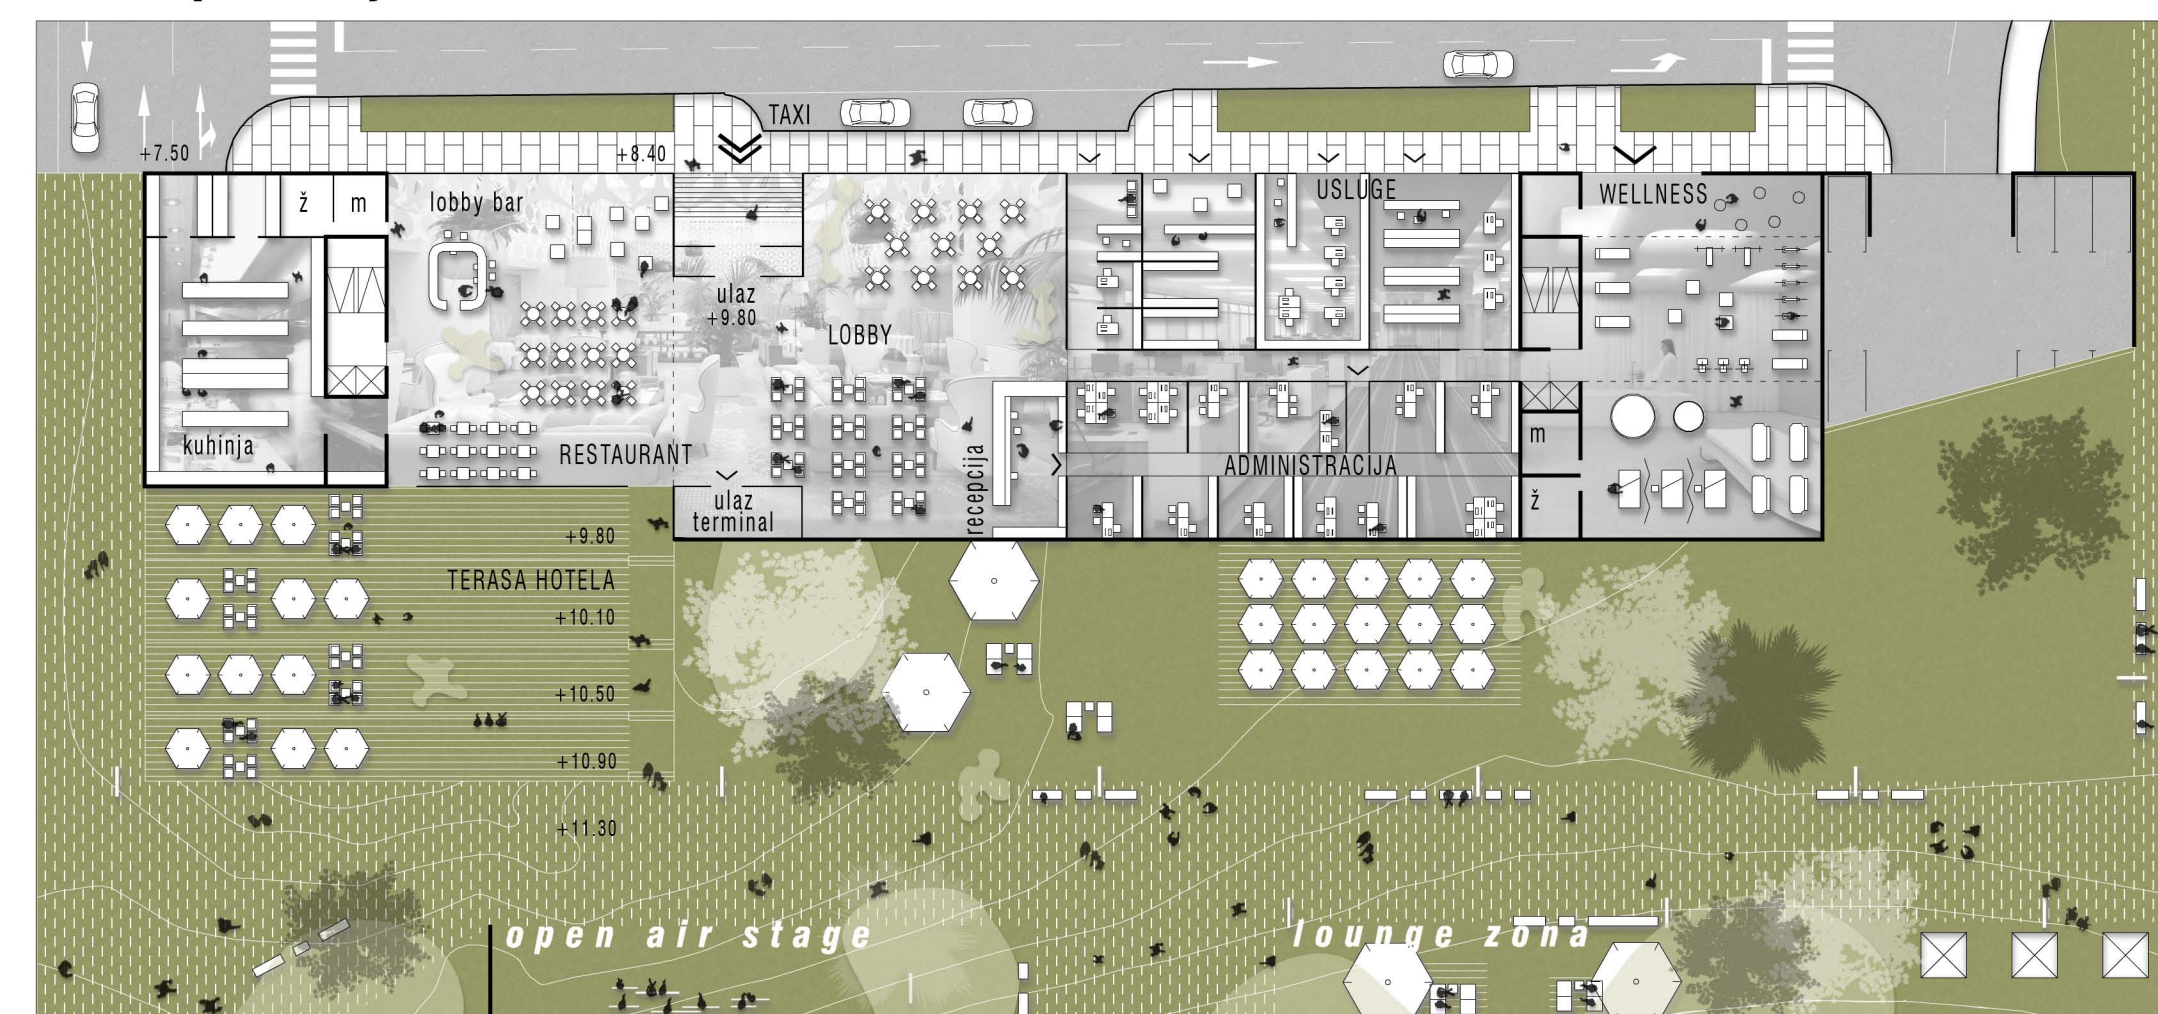 TAXI
+7.50
+8.40
ž
m
lobby bar
USLUGE
WELLNESS
ulaz
+9.80
LOBBY
kuhinja
RESTAURANT
recepcija
ADMINISTRACIJA
m
ž
ulaz
terminal
+9.80
TERASA HOTELA
+10.10
+10.50
+10.90
+11.30
open air stage
lounge zona